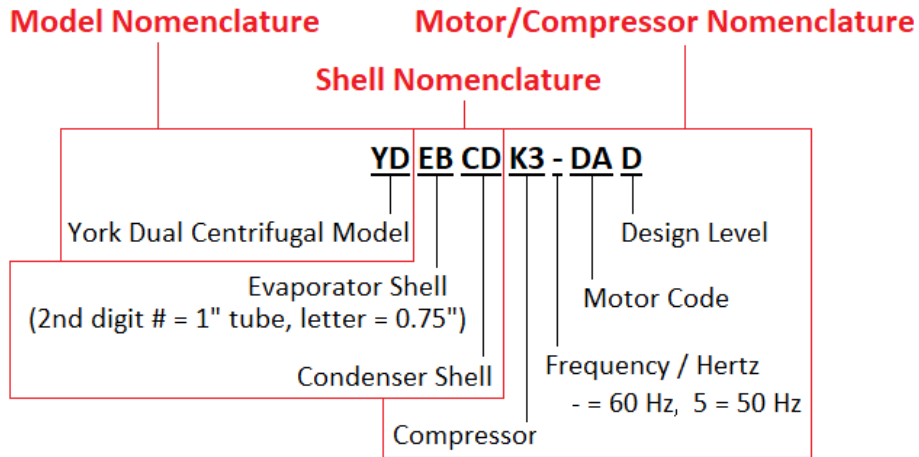 Model Nomenclature
Motor/Compressor Nomenclature
Shell Nomenclature
YD EB CD K3 - DA D
York Dual Centrifugal Model
Design Level
Evaporator Shell
(2nd digit # = 1" tube, letter = 0.75")
Motor Code
Condenser Shell
Frequency / Hertz
- = 60 Hz, 5 = 50 Hz
Compressor